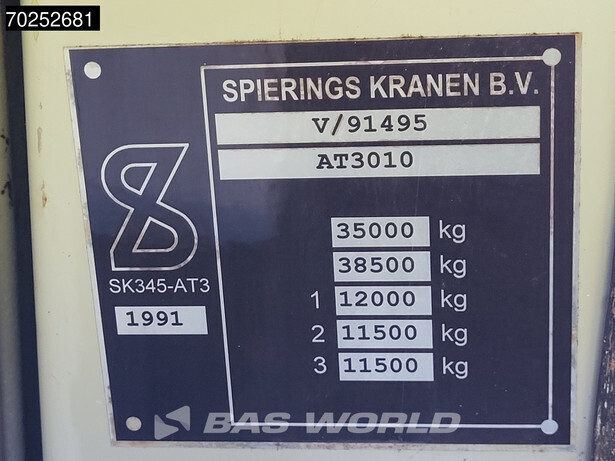 70252681
SPIERINGS KRANEN B.V.
V/91495
AT3010
35000 kg
38500 kg
SK345-AT3
1 12000 kg
1991
2 11500 kg
3 11500 kg
BAS WORLD